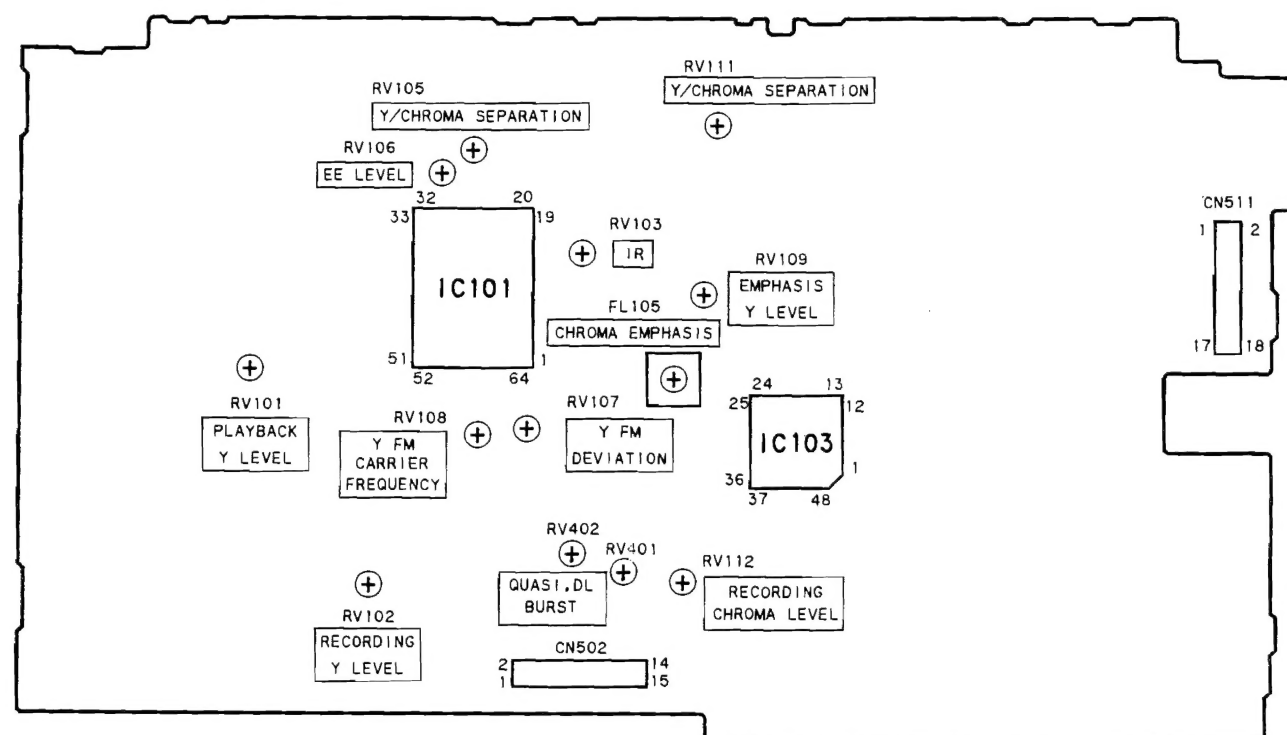 RV111
Y/CHROMA SEPARATION
RV105
Y/CHROMA SEPARATION
RV106
EE LEVEL
32 20
33 19
IC101
51 1
52 64
RV103
IR
RV109
EMPHASIS
Y LEVEL
FL105
CHROMA EMPHASIS
CN511
1 2
17 18
RV101
PLAYBACK
Y LEVEL
RV108
Y FM
CARRIER
FREQUENCY
RV107
Y FM
DEVIATION
24 13
25 12
IC103
36 1
37 48
RV402
RV401
QUASI.DL
BURST
RV112
RECORDING
CHROMA LEVEL
RV102
RECORDING
Y LEVEL
CN502
2 14
1 15